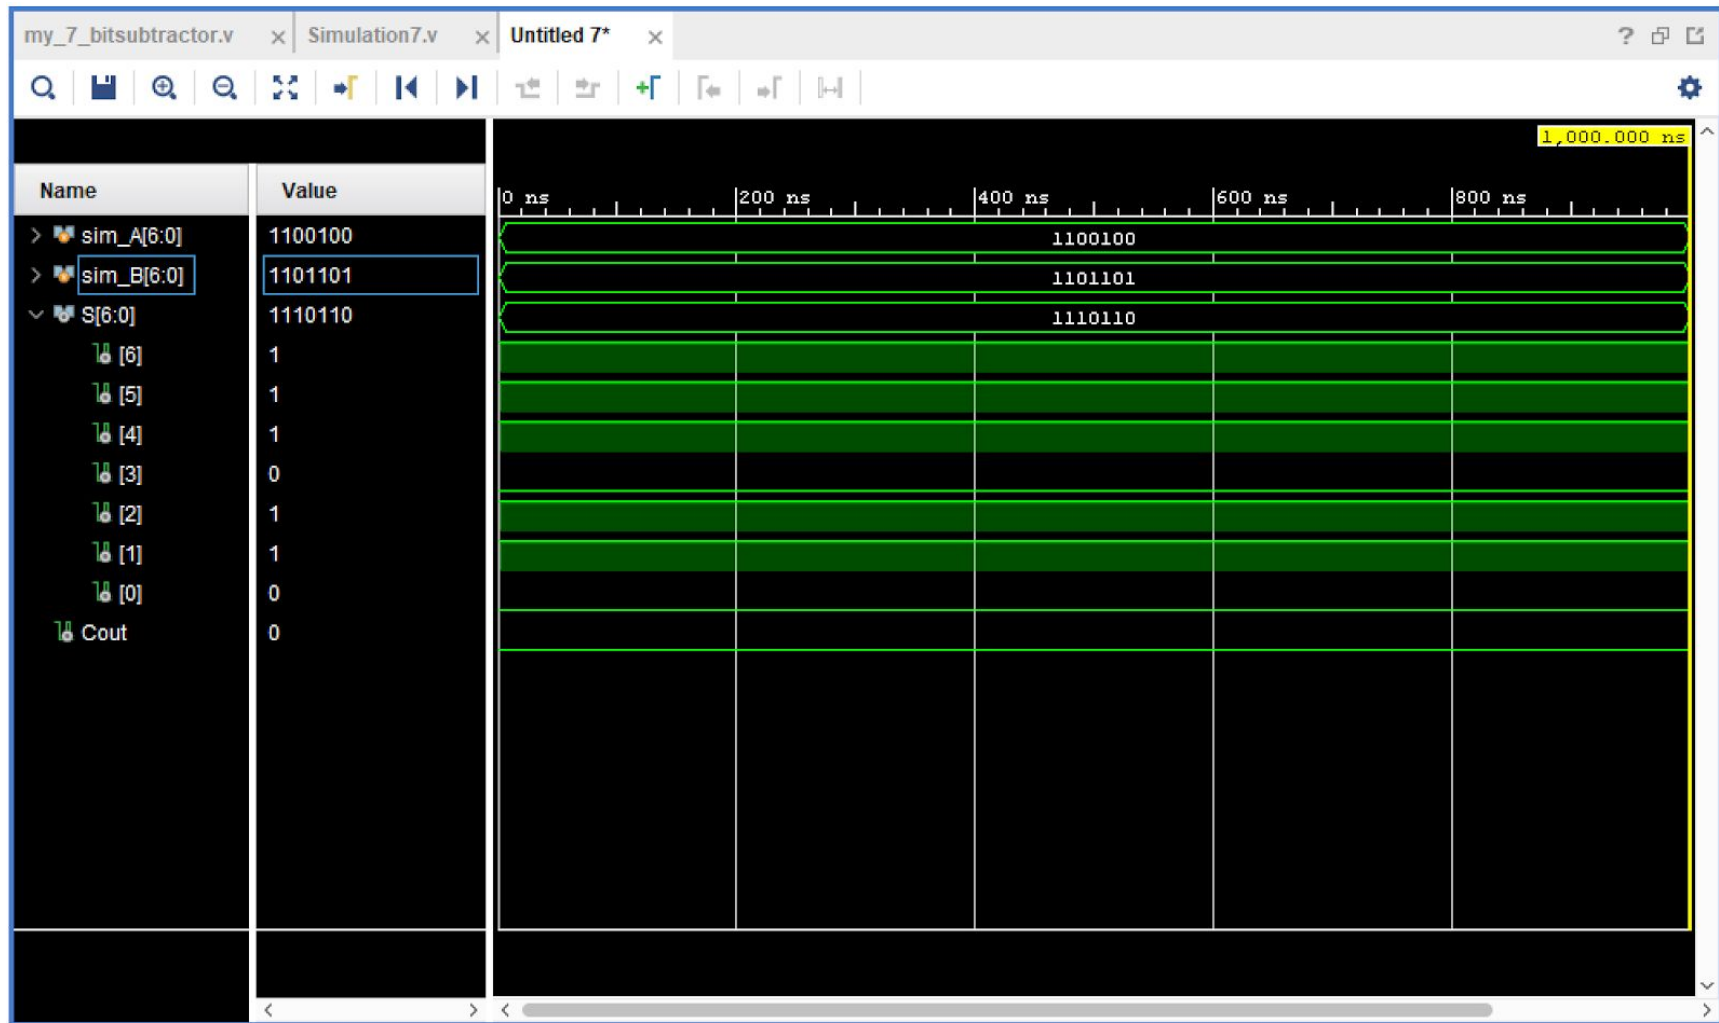 my_7_bitsubtractor.v × Simulation7.v × Untitled 7* × ?
1,000.000 ns
Name Value 0 ns 200 ns 400 ns 600 ns 800 ns
sim_A[6:0] 1100100 1100100
sim_B[6:0] 1101101 1101101
S[6:0] 1110110 1110110
[6] 1
[5] 1
[4] 1
[3] 0
[2] 1
[1] 1
[0] 0
Cout 0